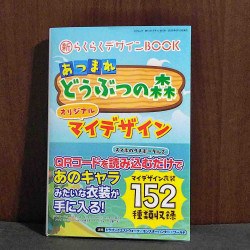 新らくらくデザインBOOK
あつまれ
どうぶつの森
オリジナル
マイデザイン
QRコードを読み込むだけで
あのキャラ
みたいな衣装が
手に入る!
マイデザイン衣装
152
種類収録